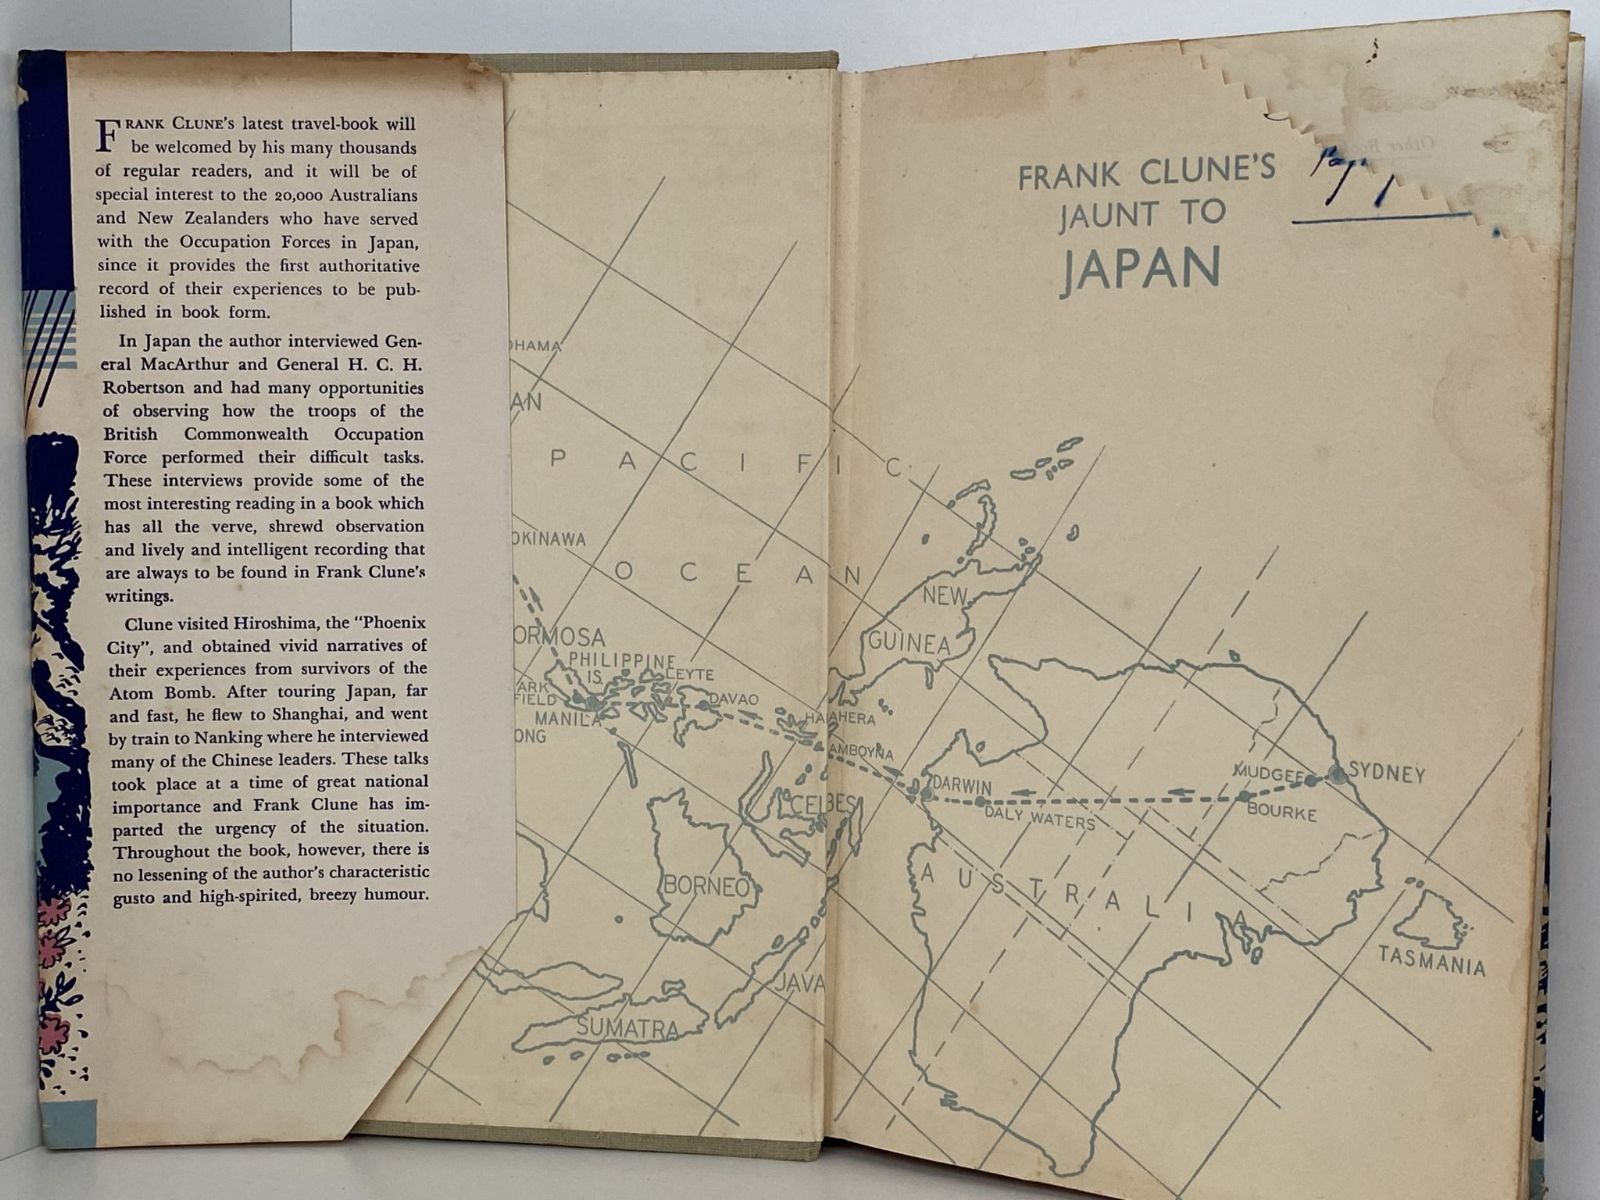 FRANK CLUNE'S latest travel-book will
be welcomed by his many thousands
of regular readers, and it will be of
special interest to the 20,000 Australians
and New Zealanders who have served
with the Occupation Forces in Japan,
since it provides the first authoritative
record of their experiences to be pub-
lished in book form.
In Japan the author interviewed Gen-
eral MacArthur and General H. C. H.
Robertson and had many opportunities
of observing how the troops of the
British Commonwealth Occupation
Force performed their difficult tasks.
These interviews provide some of the
most interesting reading in a book which
has all the verve, shrewd observation
and lively and intelligent recording that
are always to be found in Frank Clune's
writings.
Clune visited Hiroshima, the "Phoenix
City", and obtained vivid narratives of
their experiences from survivors of the
Atom Bomb. After touring Japan, far
and fast, he flew to Shanghai, and went
by train to Nanking where he interviewed
many of the Chinese leaders. These talks
took place at a time of great national
importance and Frank Clune has im-
parted the urgency of the situation.
Throughout the book, however, there is
no lessening of the author's characteristic
gusto and high-spirited, breezy humour.
FRANK CLUNE'S
JAUNT TO
JAPAN
OHAMA
AN
PACIFIC
OKINAWA
OCEAN
NEW
GUINEA
ORMOSA
PHILIPPINE
IS.
LEYTE
ARK
FIELD
DAVAO
MANILA
ONG
HALAHERA
AMBOYNA
CELBES
DARWIN
DALY WATERS
MUDGEE
SYDNEY
BOURKE
BORNEO
AUSTRALIA
TASMANIA
JAVA
SUMATRA